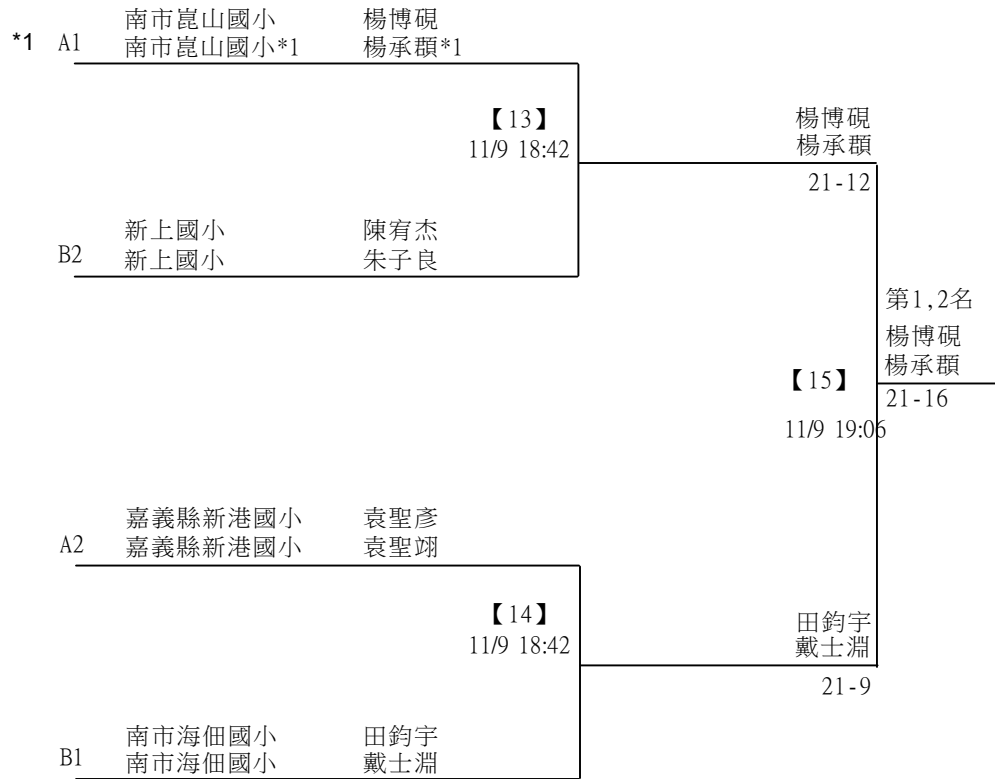 南市崑山國小 楊博硯
*1 A1 南市崑山國小*1 楊承頵*1
【13】 楊博硯
11/9 18:42 楊承頵
21-12
新上國小 陳宥杰
B2 新上國小 朱子良
第1,2名
楊博硯
【15】 楊承頵
21-16
11/9 19:06
嘉義縣新港國小 袁聖彥
A2 嘉義縣新港國小 袁聖翊
【14】 田鈞宇
11/9 18:42 戴士淵
21-9
南市海佃國小 田鈞宇
B1 南市海佃國小 戴士淵